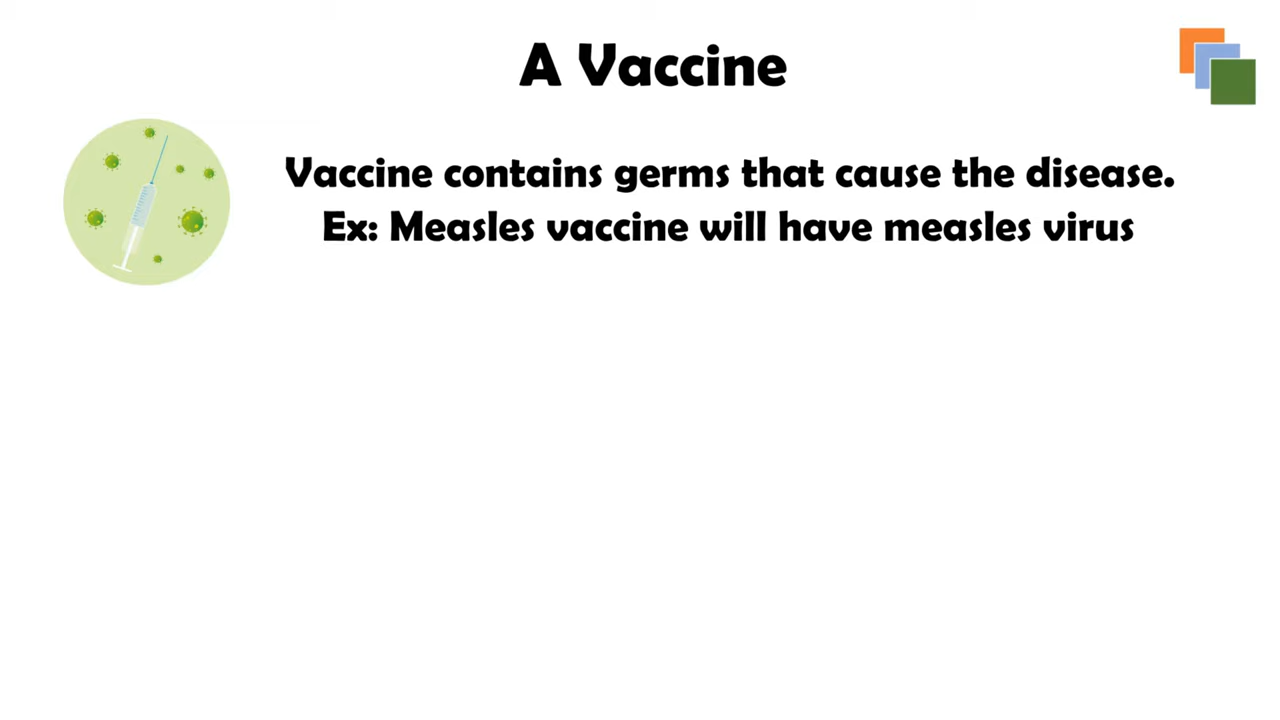 A Vaccine
Vaccine contains germs that cause the disease.
Ex: Measles vaccine will have measles virus